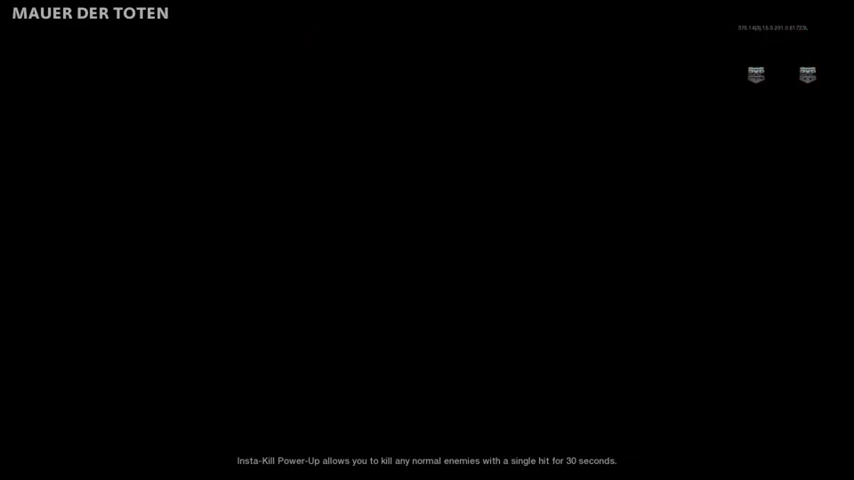 MAUER DER TOTEN
Insta-Kill Power-Up allows you to kill any normal enemies with a single hit for 30 seconds.